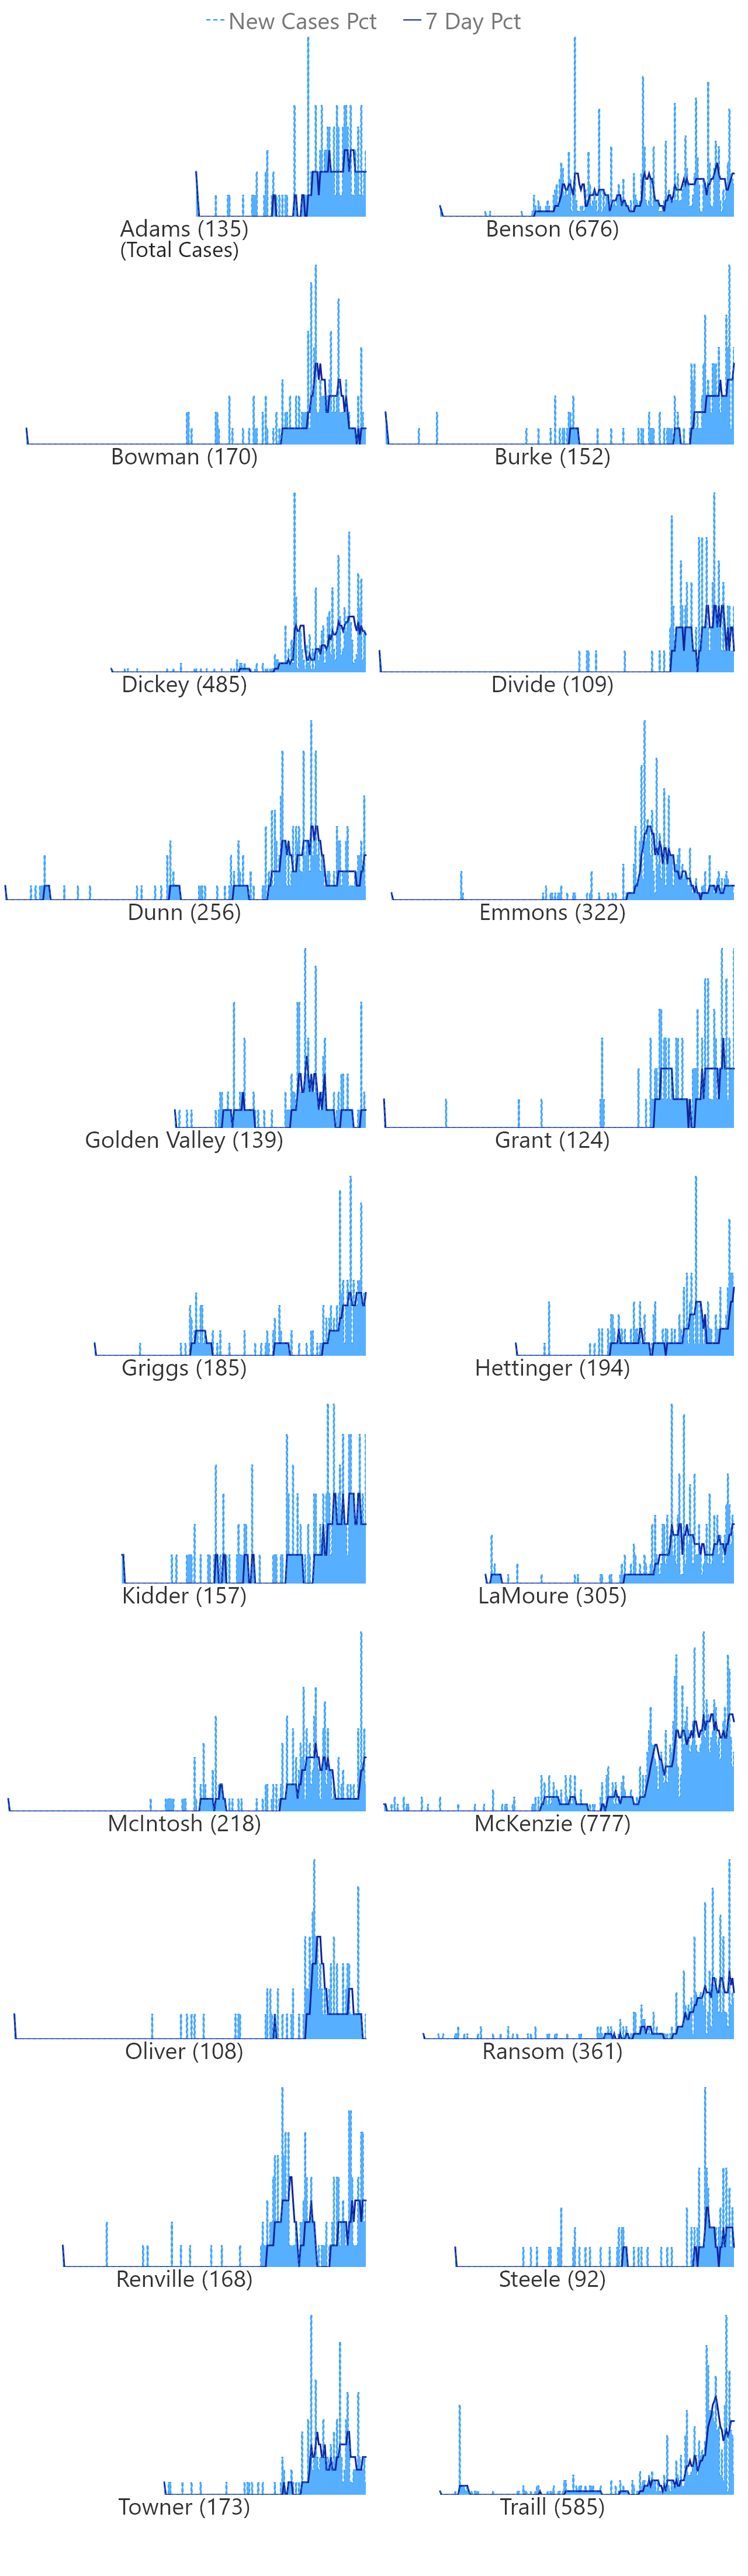 New Cases Pct 7 Day Pct
Adams (135) Benson (676)
(Total Cases)
Bowman (170) Burke (152)
Dickey (485) Divide (109)
Dunn (256) Emmons (322)
Golden Valley (139) Grant (124)
Griggs (185) Hettinger (194)
Kidder (157) LaMoure (305)
McIntosh (218) McKenzie (777)
Oliver (108) Ransom (361)
Renville (168) Steele (92)
Towner (173) Traill (585)